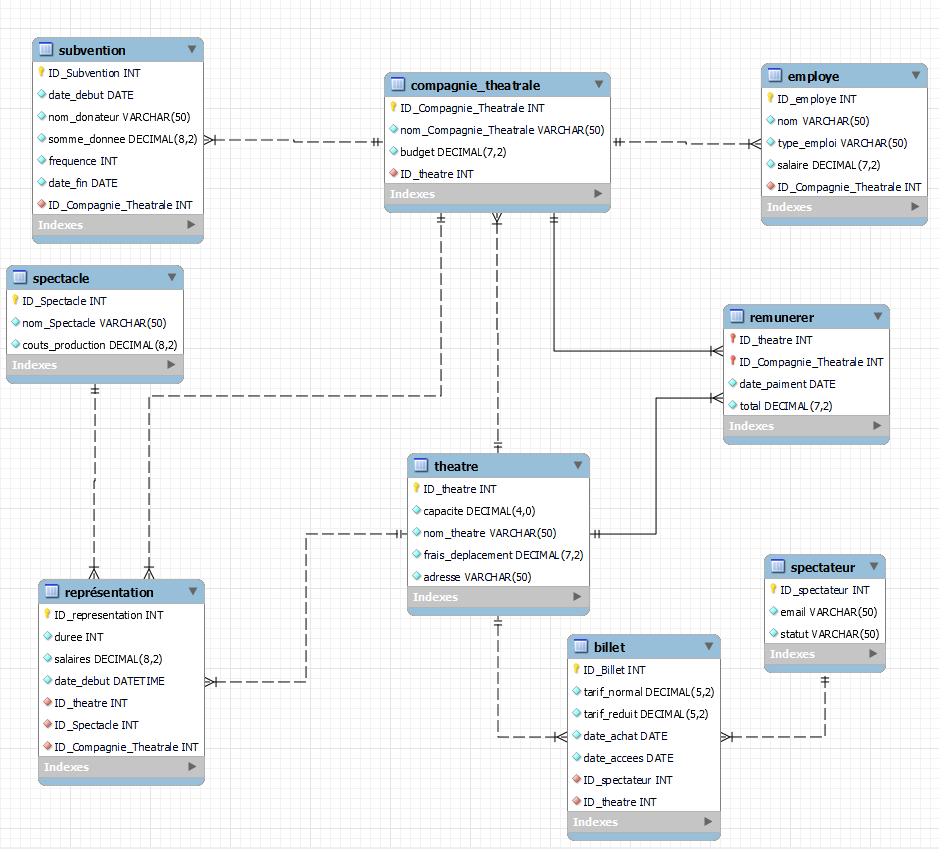 subvention
ID_Subvention INT
date_debut DATE
nom_donateur VARCHAR(50)
somme_donnee DECIMAL(8,2)
frequence INT
date_fin DATE
ID_Compagnie_Theatrale INT
Indexes
compagnie_theatrale
ID_Compagnie_Theatrale INT
nom_Compagnie_Theatrale VARCHAR(50)
budget DECIMAL(7,2)
ID_theatre INT
Indexes
employe
ID_employe INT
nom VARCHAR(50)
type_emploi VARCHAR(50)
salaire DECIMAL(7,2)
ID_Compagnie_Theatrale INT
Indexes
spectacle
ID_Spectacle INT
nom_Spectacle VARCHAR(50)
couts_production DECIMAL(8,2)
Indexes
remunerer
ID_theatre INT
ID_Compagnie_Theatrale INT
date_paiment DATE
total DECIMAL(7,2)
Indexes
theatre
ID_theatre INT
capacite DECIMAL(4,0)
nom_theatre VARCHAR(50)
frais_deplacement DECIMAL(7,2)
adresse VARCHAR(50)
Indexes
représentation
ID_representation INT
duree INT
salaires DECIMAL(8,2)
date_debut DATETIME
ID_theatre INT
ID_Spectacle INT
ID_Compagnie_Theatrale INT
Indexes
billet
ID_Billet INT
tarif_normal DECIMAL(5,2)
tarif_reduit DECIMAL(5,2)
date_achat DATE
date_accees DATE
ID_spectateur INT
ID_theatre INT
Indexes
spectateur
ID_spectateur INT
email VARCHAR(50)
statut VARCHAR(50)
Indexes